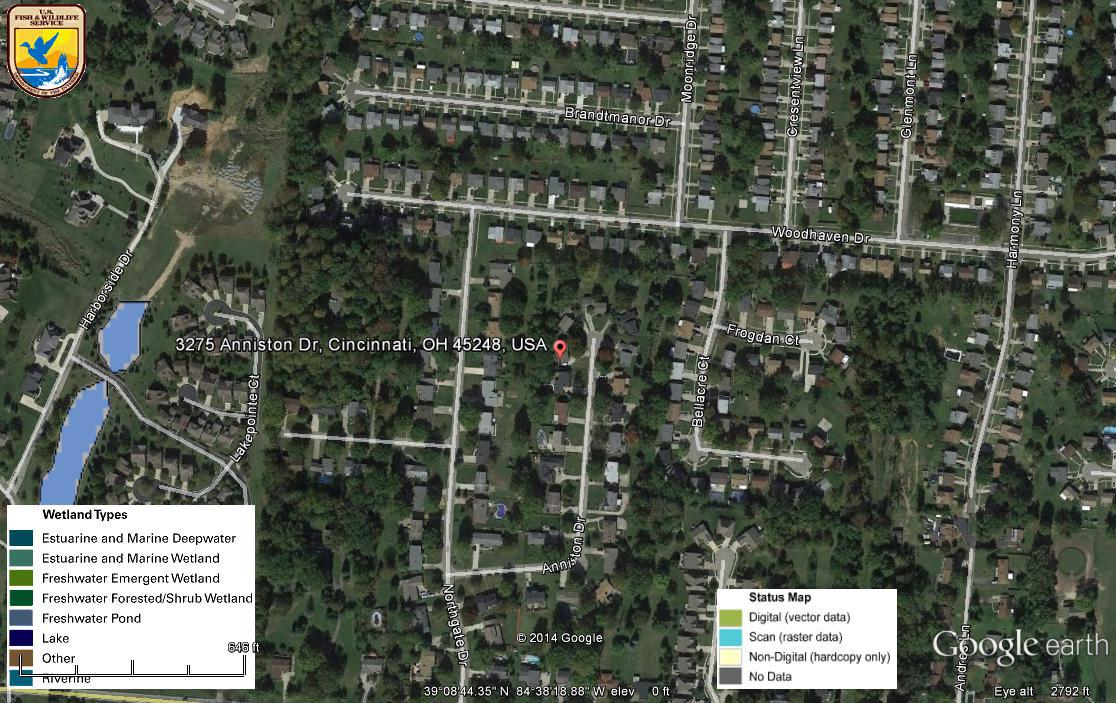 U.S.
FISH & WILDLIFE
SERVICE
Moonridge Dr
Cresentview Ln
Glenmont Ln
Brandtmanor Dr
Harmony Ln
Woodhaven Dr
Harborside Dr
3275 Anniston Dr, Cincinnati, OH 45248, USA
Frogdan Ct
Bellacre Ct
Lakepointe Ct
Anniston Dr
Northgate Dr
Wetland Types
Estuarine and Marine Deepwater
Estuarine and Marine Wetland
Freshwater Emergent Wetland
Freshwater Forested/Shrub Wetland
Freshwater Pond
Lake
Other
Riverine
646 ft
Status Map
Digital (vector data)
Scan (raster data)
Non-Digital (hardcopy only)
No Data
© 2014 Google
Google earth
39°08'44.35" N 84°38'18.88" W elev 0 ft
Eye alt 2792 ft